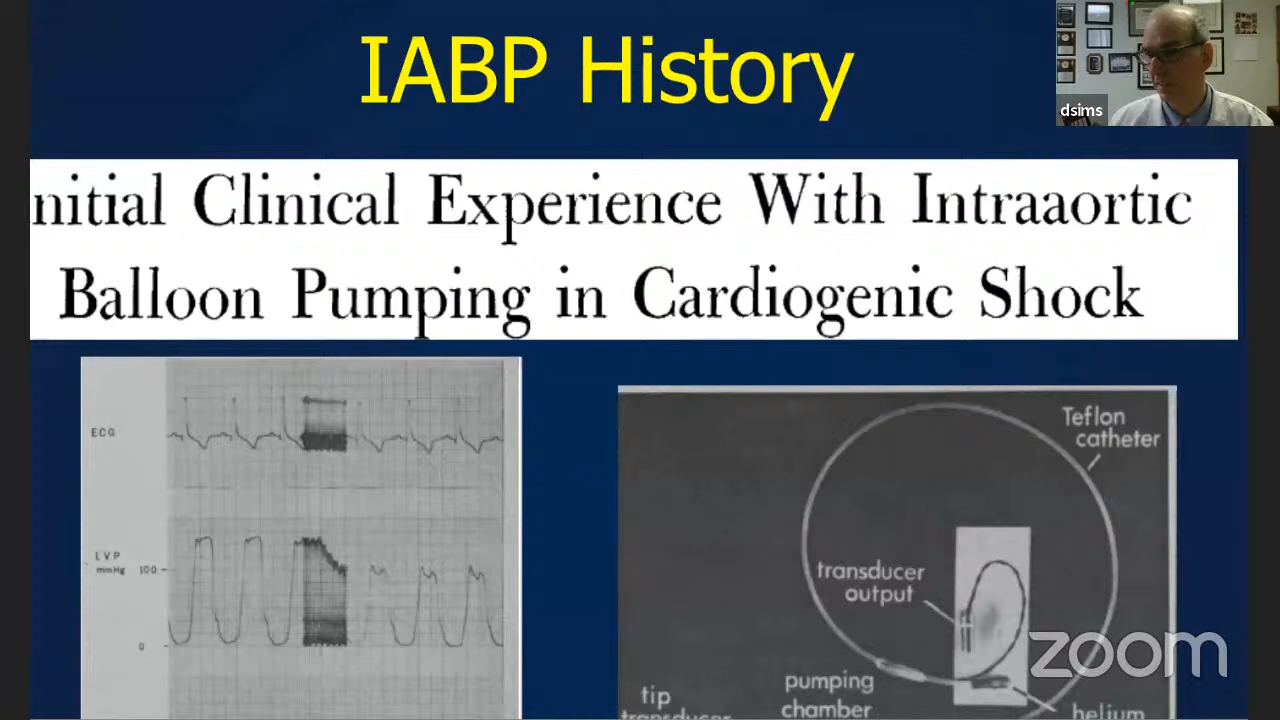 IABP History
dsims
nitial Clinical Experience With Intraaortic
Balloon Pumping in Cardiogenic Shock
ECG
LVP
mmHg 100
0
Teflon
catheter
transducer
output
pumping
chamber
tip
transducer
helium
zoom